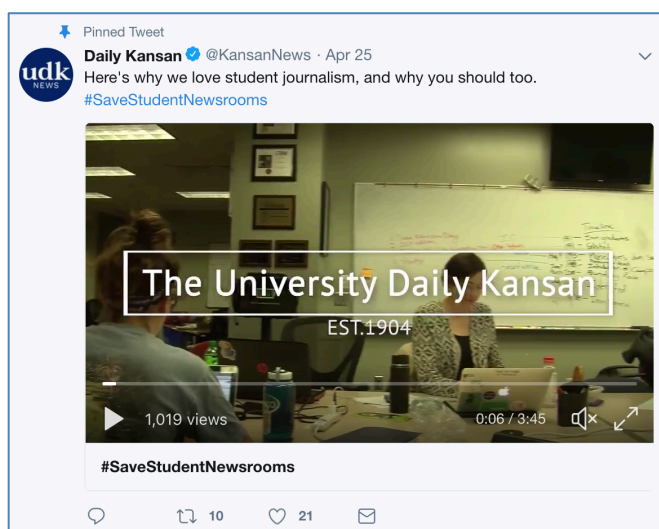 Pinned Tweet
Daily Kansan @KansanNews · Apr 25
udk
NEWS
Here's why we love student journalism, and why you should too.
#SaveStudentNewsrooms
The University Daily Kansan
EST.1904
1,019 views
0:06 / 3:45
#SaveStudentNewsrooms
10
21